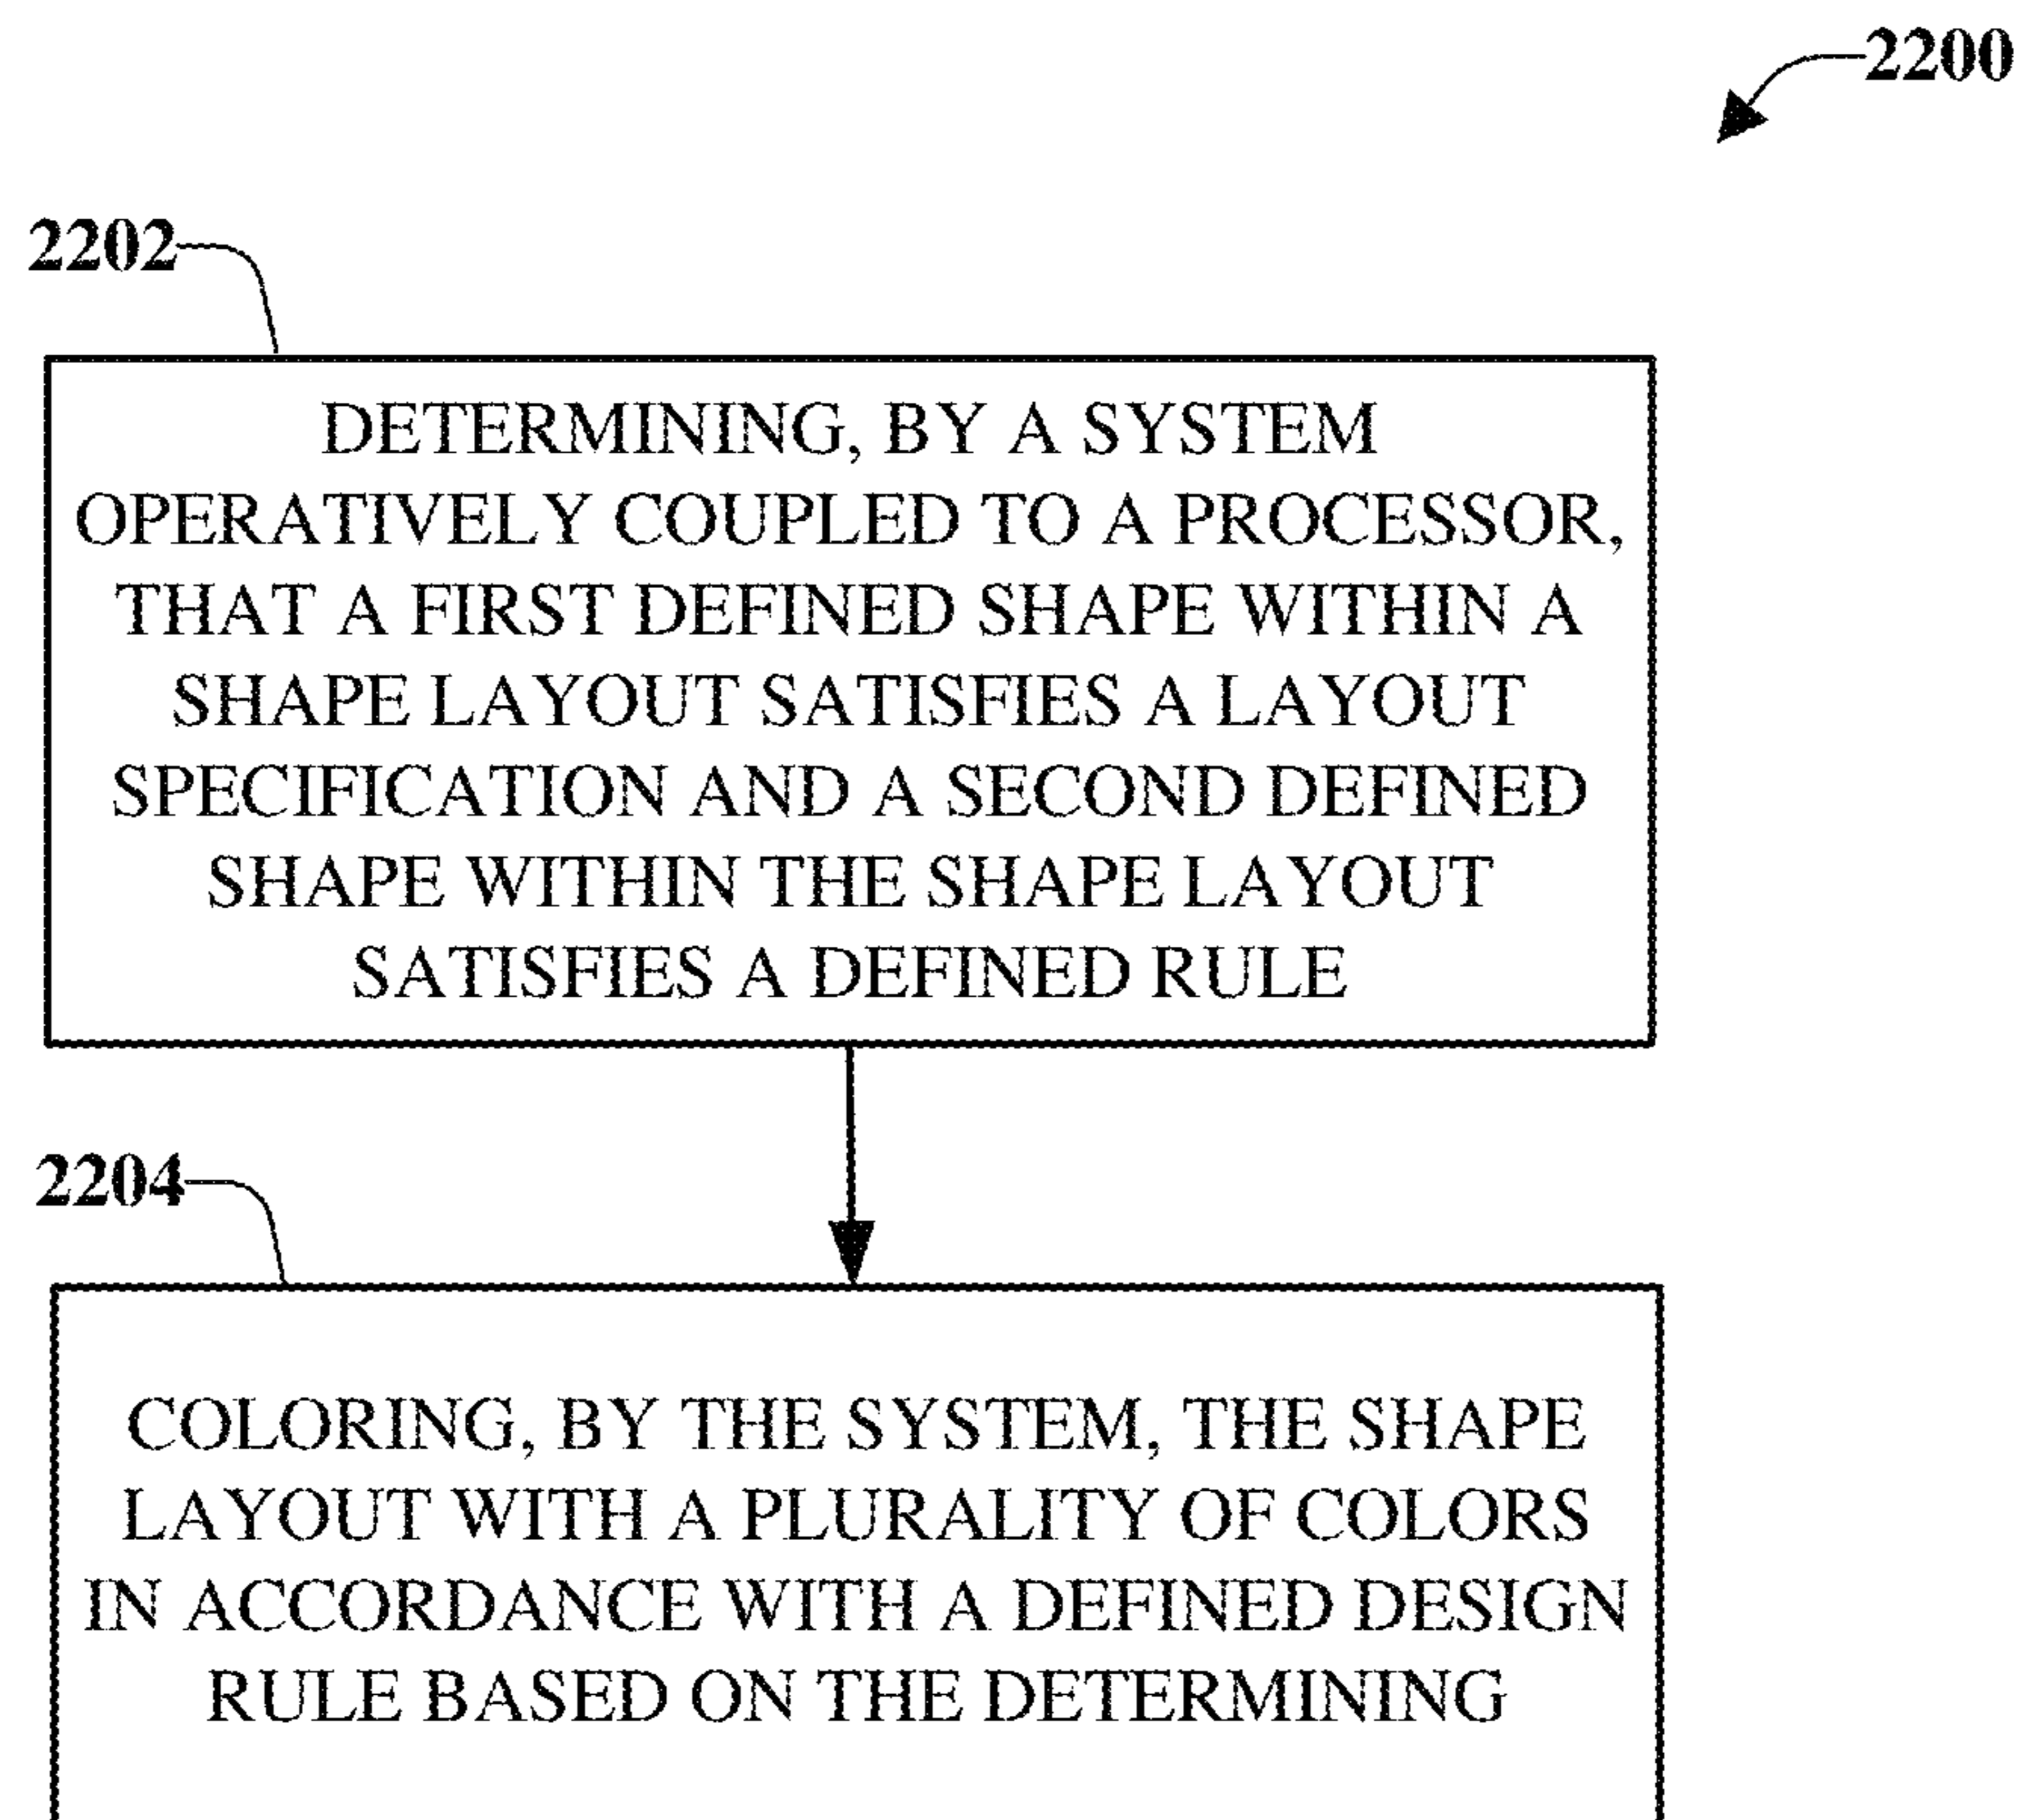 2200
2202
DETERMINING, BY A SYSTEM
OPERATIVELY COUPLED TO A PROCESSOR,
THAT A FIRST DEFINED SHAPE WITHIN A
SHAPE LAYOUT SATISFIES A LAYOUT
SPECIFICATION AND A SECOND DEFINED
SHAPE WITHIN THE SHAPE LAYOUT
SATISFIES A DEFINED RULE
2204
COLORING, BY THE SYSTEM, THE SHAPE
LAYOUT WITH A PLURALITY OF COLORS
IN ACCORDANCE WITH A DEFINED DESIGN
RULE BASED ON THE DETERMINING